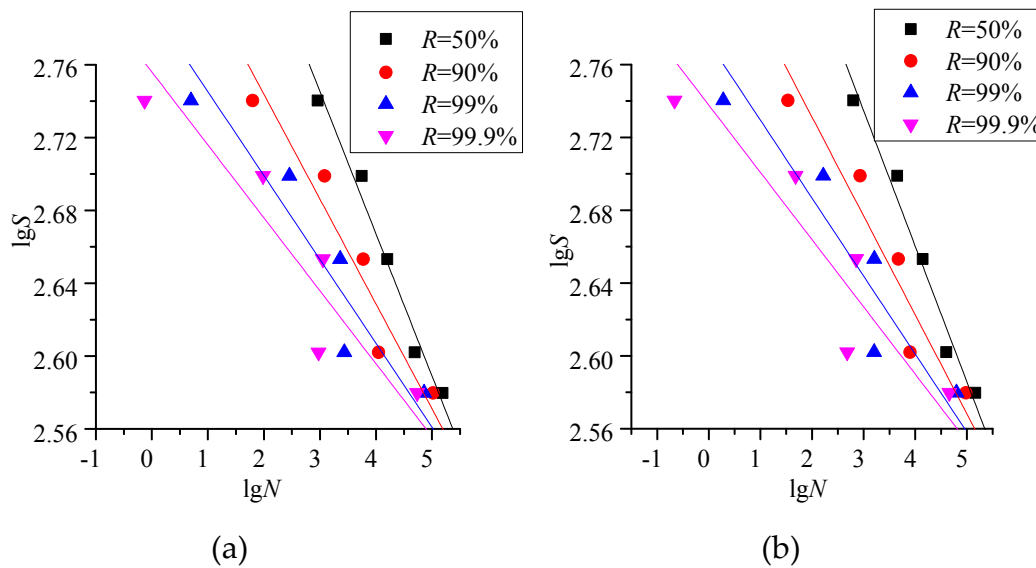 R=50%
R=90%
R=99%
R=99.9%
2.76
2.72
2.68
2.64
2.60
2.56
lgS
-1 0 1 2 3 4 5
lgN
(a)
R=50%
R=90%
R=99%
R=99.9%
2.76
2.72
2.68
2.64
2.60
2.56
lgS
-1 0 1 2 3 4 5
lgN
(b)